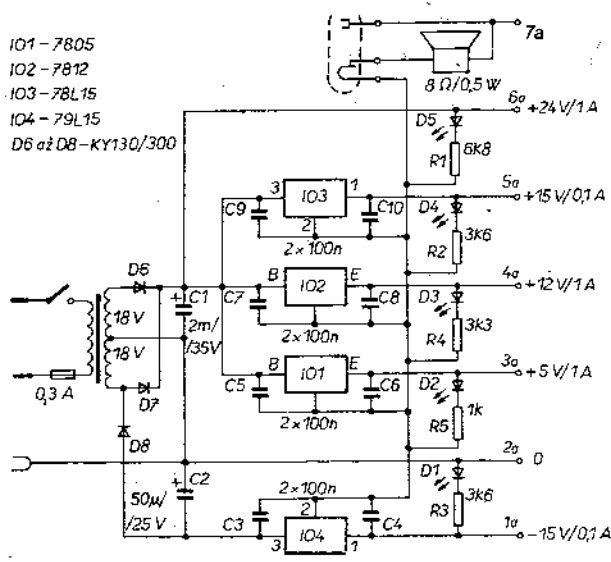 IO1 - 7805
IO2 - 7812
IO3 - 78L15
IO4 - 79L15
D6 až D8 - KY130/300
7a
8 Ω/0,5 W
6a
+24 V/1 A
D5
R1
6K8
5a
+15 V/0,1 A
3
IO3
1
2
C9
C10
2×100n
D4
R2
3K6
4a
+12 V/1 A
D6
C1
2m/
/35V
18 V
18 V
B
IO2
E
C7
C8
2×100n
D3
R4
3K3
3a
+5 V/1 A
0,3 A
D7
B
IO1
E
C5
C6
2×100n
D2
R5
1k
D8
2a
0
C2
50µ/
/25 V
2×100n
2
C3
3
IO4
1
C4
D1
R3
3K6
1a
-15 V/0,1 A